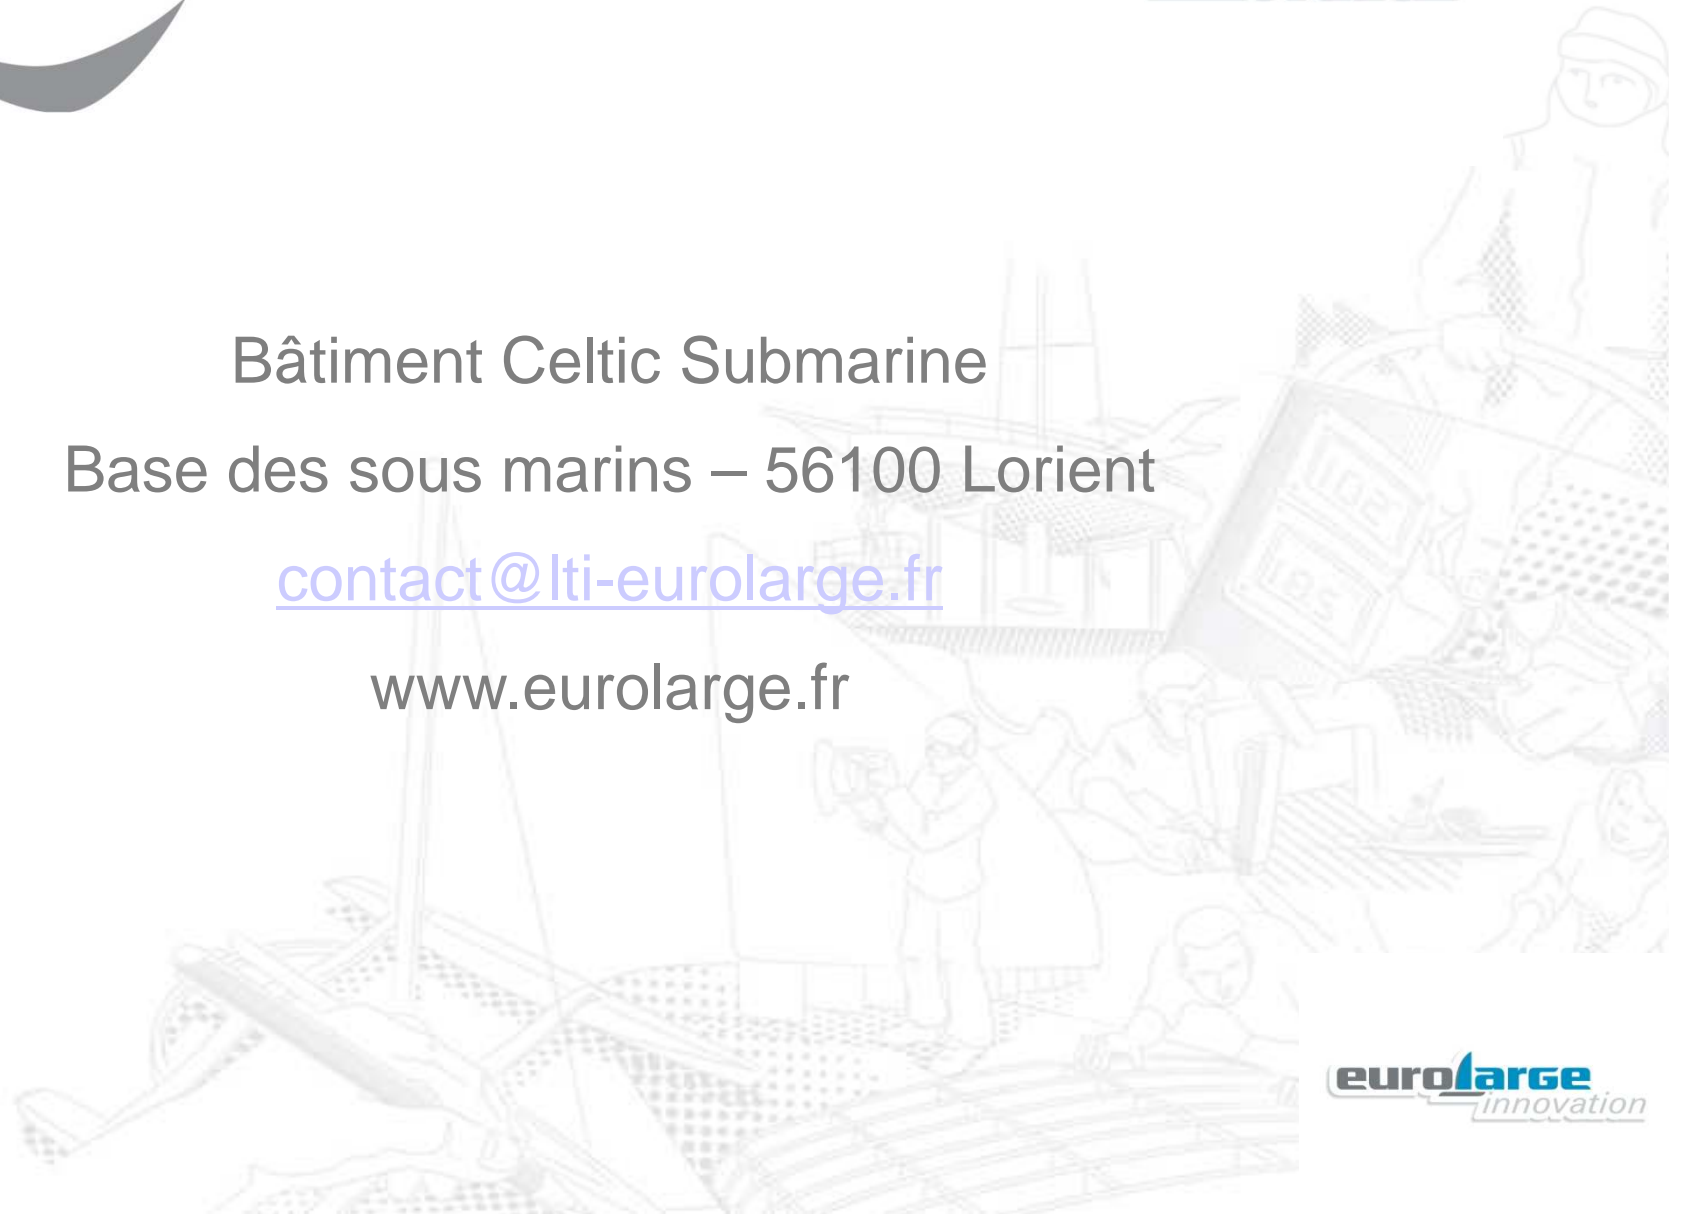 Bâtiment Celtic Submarine
Base des sous marins – 56100 Lorient
contact@lti-eurolarge.fr
www.eurolarge.fr
eurolarge
innovation